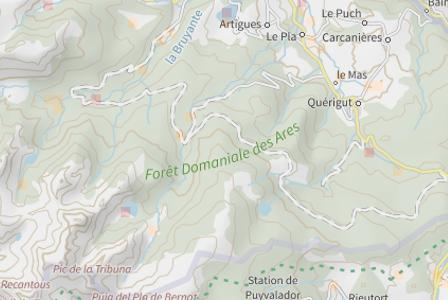 Le Puch
Bain
Artigues
Le Pla
Carcanières
la Bruyante
le Mas
Quérigut
Forêt Domaniale des Ares
Pic de la Tribuna
Recantous
Puig del Pla de Bernat
Station de
Puyvalador
Rieutort